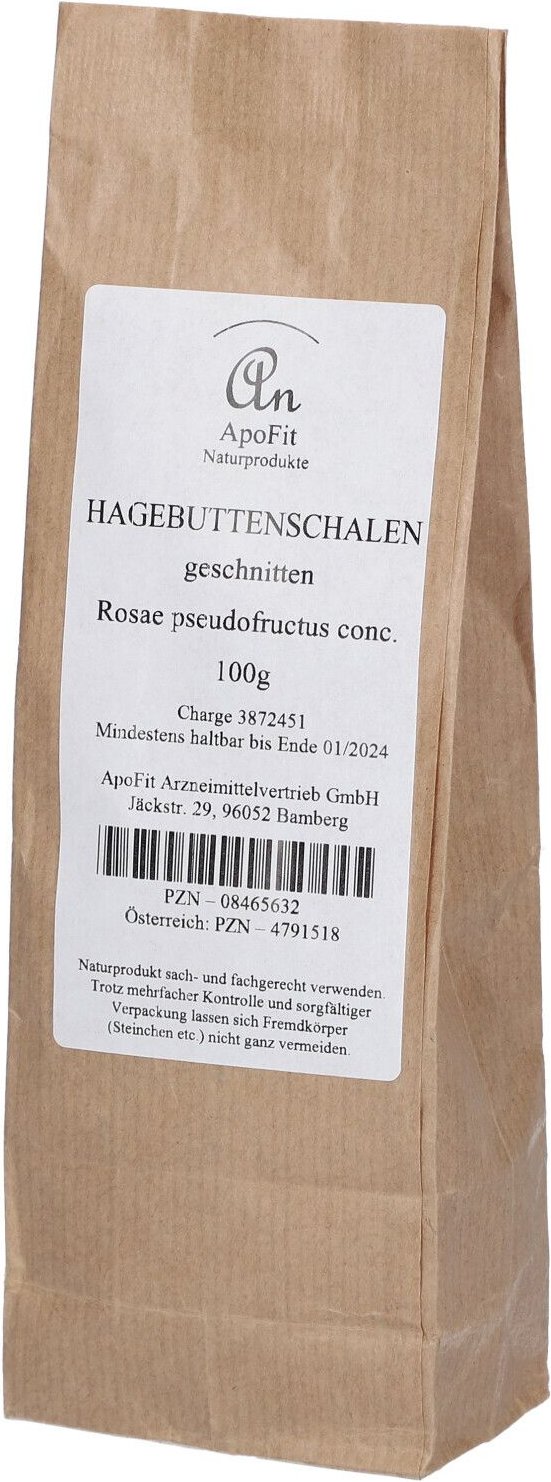 An
ApoFit
Naturprodukte
HAGEBUTTENSCHALEN
geschnitten
Rosae pseudofructus conc.
100g
Charge 3872451
Mindestens haltbar bis Ende 01/2024
ApoFit Arzneimittelvertrieb GmbH
Jäckstr. 29, 96052 Bamberg
PZN – 08465632
Österreich: PZN – 4791518
Naturprodukt sach- und fachgerecht verwenden.
Trotz mehrfacher Kontrolle und sorgfältiger
Verpackung lassen sich Fremdkörper
(Steinchen etc.) nicht ganz vermeiden.